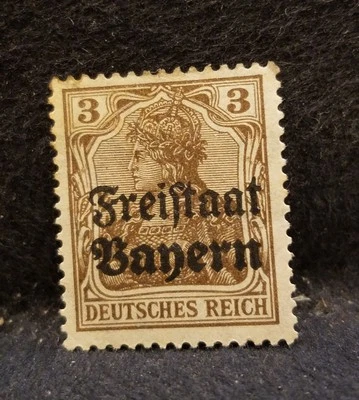 3 3
Freiſtaat
Bayern
DEUTSCHES REICH